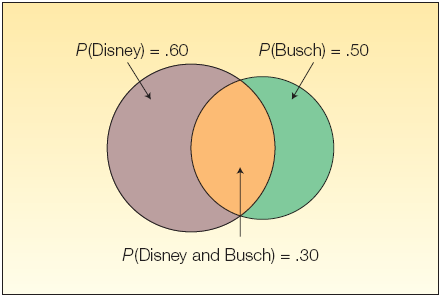 P(Disney) = .60
P(Busch) = .50
P(Disney and Busch) = .30